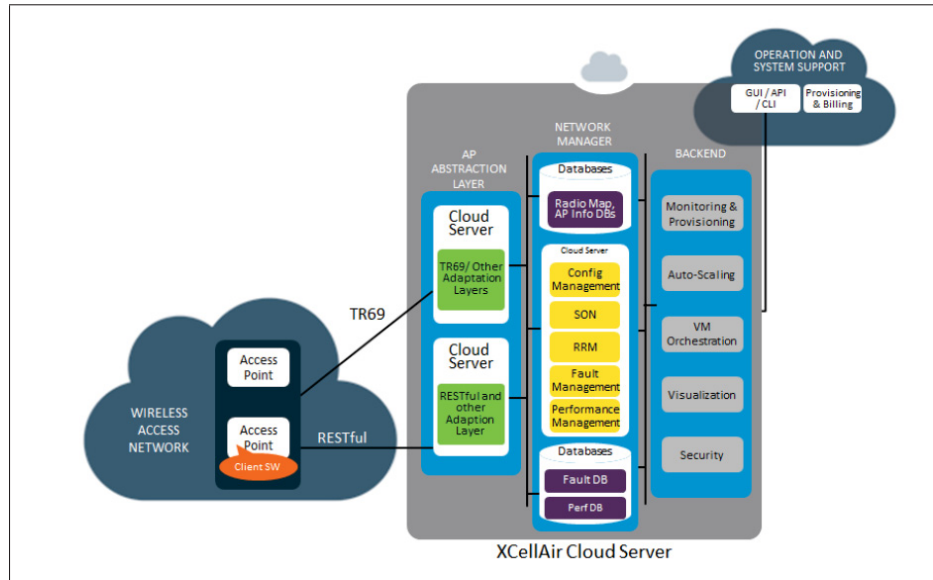 OPERATION AND
SYSTEM SUPPORT
GUI / API
/ CLI
Provisioning
& Billing
NETWORK
MANAGER
AP
ABSTRACTION
LAYER
BACKEND
Databases
Radio Map,
AP Info DBs
Cloud
Server
TR69/ Other
Adaptation
Layers
Cloud Server
Config
Management
SON
RRM
Fault
Management
Performance
Management
Monitoring &
Provisioning
Auto-Scaling
VM
Orchestration
Visualization
Security
TR69
Cloud
Server
RESTful and
other
Adaption
Layer
Access
Point
WIRELESS
ACCESS
NETWORK
Access
Point
Client SW
RESTful
Databases
Fault DB
Perf DB
XCellAir Cloud Server